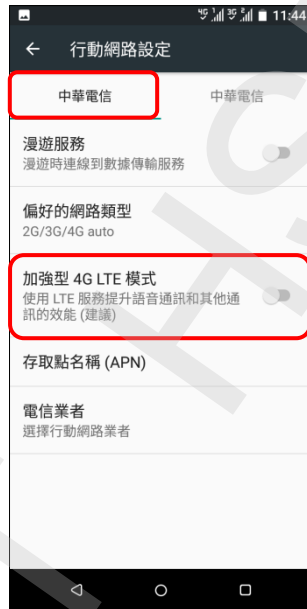 4G 1 3G 2 11:44
行動網路設定
中華電信 中華電信
漫遊服務
漫遊時連線到數據傳輸服務
偏好的網路類型
2G/3G/4G auto
加強型 4G LTE 模式
使用 LTE 服務提升語音通訊和其他通
訊的效能 (建議)
存取點名稱 (APN)
電信業者
選擇行動網路業者